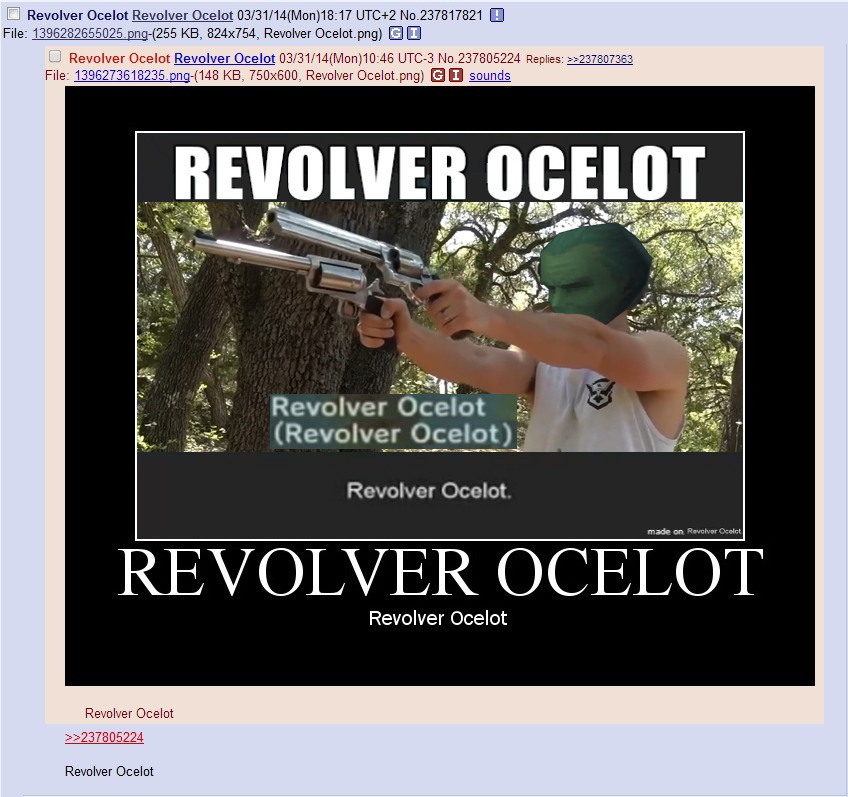 Revolver Ocelot Revolver Ocelot 03/31/14(Mon)18:17 UTC+2 No.237817821 !
File: 1396282655025.png-(255 KB, 824x754, Revolver Ocelot.png) G I
Revolver Ocelot Revolver Ocelot 03/31/14(Mon)10:46 UTC-3 No.237805224 Replies: >>237807363
File: 1396273618235.png-(148 KB, 750x600, Revolver Ocelot.png) G I sounds
REVOLVER OCELOT
Revolver Ocelot
(Revolver Ocelot)
Revolver Ocelot.
made on Revolver Ocelot
REVOLVER OCELOT
Revolver Ocelot
Revolver Ocelot
>>237805224
Revolver Ocelot